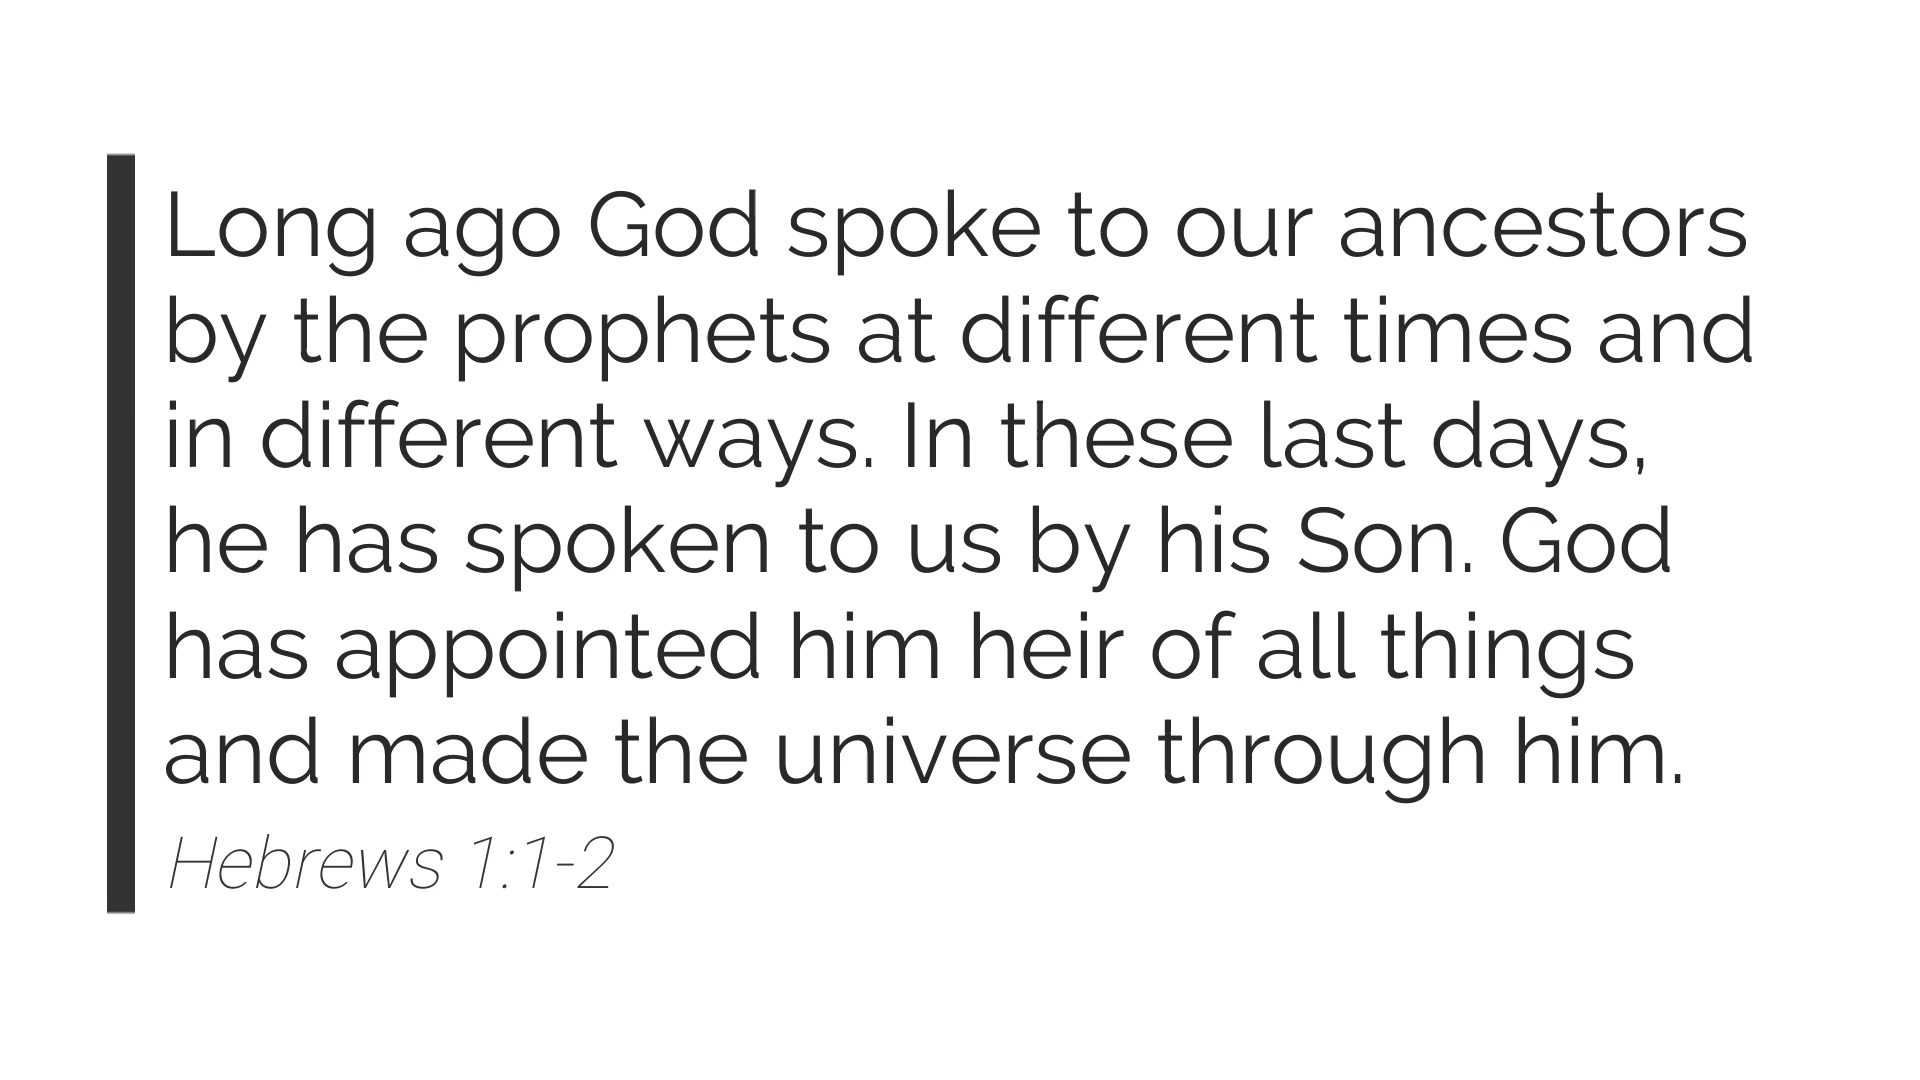 Long ago God spoke to our ancestors
by the prophets at different times and
in different ways. In these last days,
he has spoken to us by his Son. God
has appointed him heir of all things
and made the universe through him.
Hebrews 1:1-2